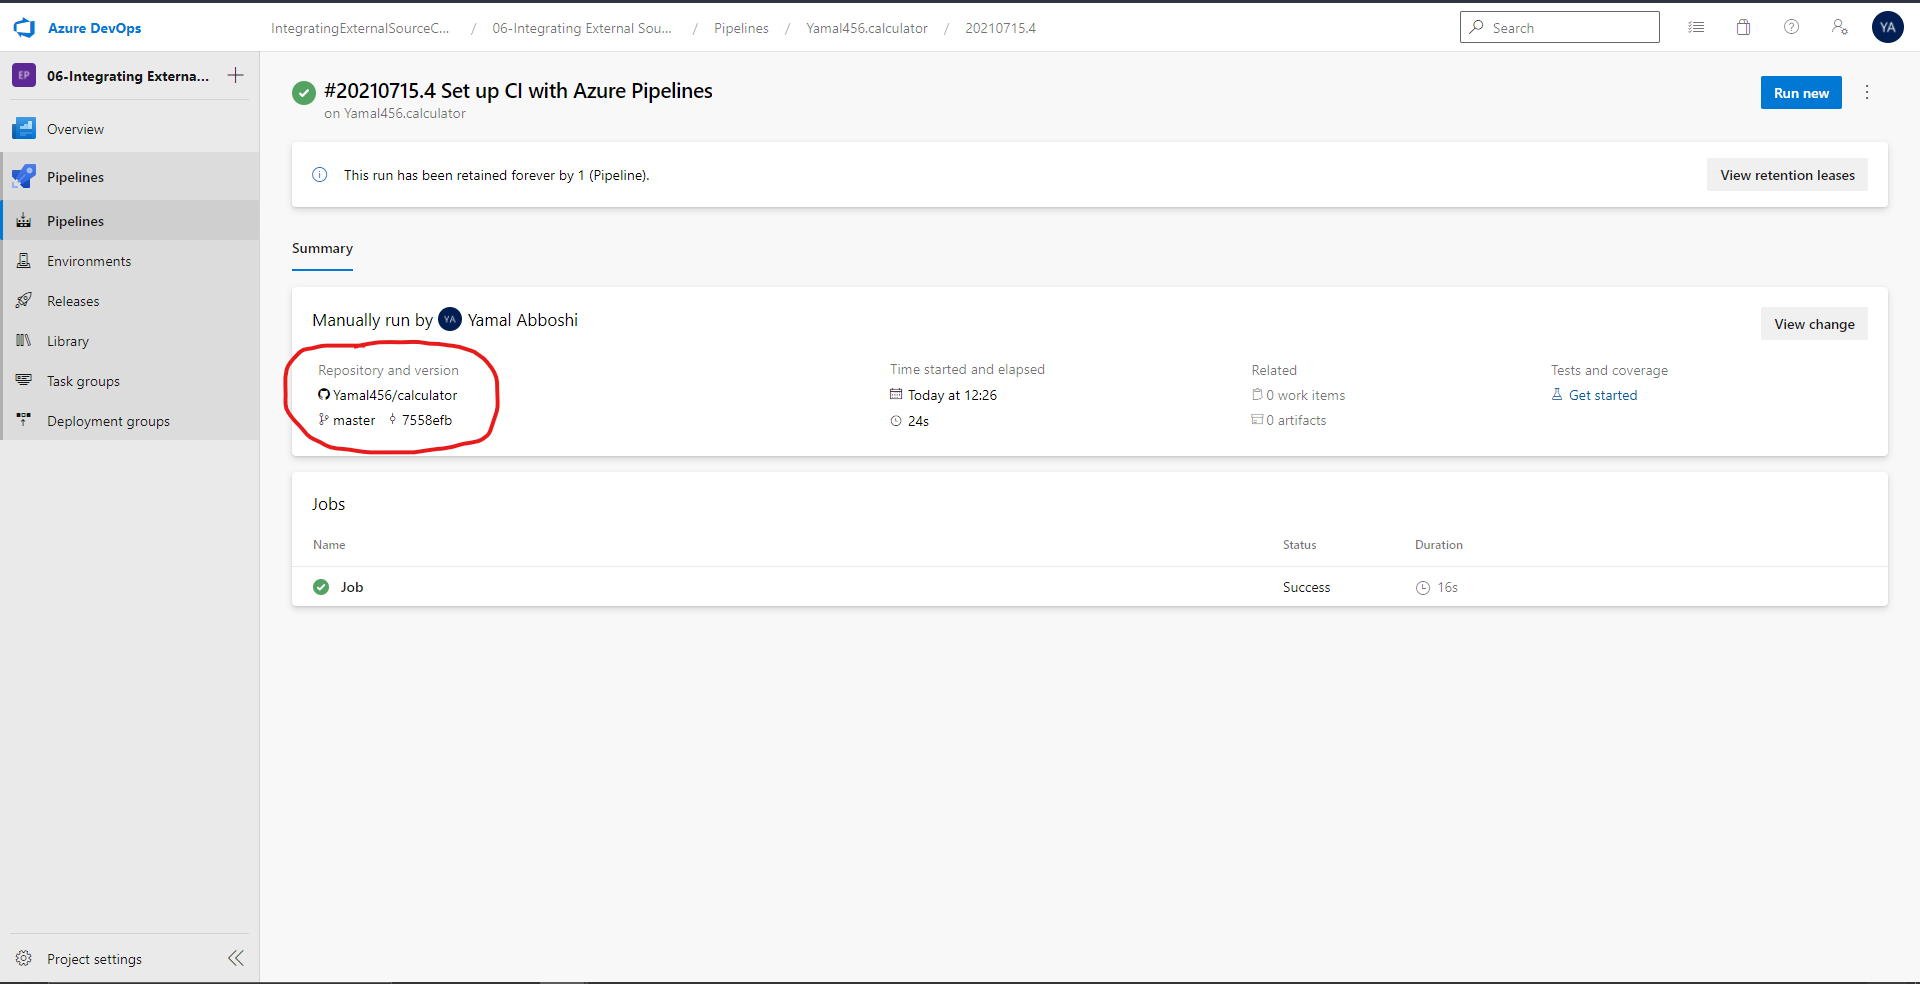 Azure DevOps
IntegratingExternalSourceC... / 06-Integrating External Sou... / Pipelines / Yamal456.calculator / 20210715.4
Search
YA
EP 06-Integrating Externa...
Overview
Pipelines
Pipelines
Environments
Releases
Library
Task groups
Deployment groups
Project settings
#20210715.4 Set up CI with Azure Pipelines
on Yamal456.calculator
Run new
This run has been retained forever by 1 (Pipeline).
View retention leases
Summary
Manually run by YA Yamal Abboshi
View change
Repository and version
Yamal456/calculator
master 7558efb
Time started and elapsed
Today at 12:26
24s
Related
0 work items
0 artifacts
Tests and coverage
Get started
Jobs
Name Status Duration
Job Success 16s